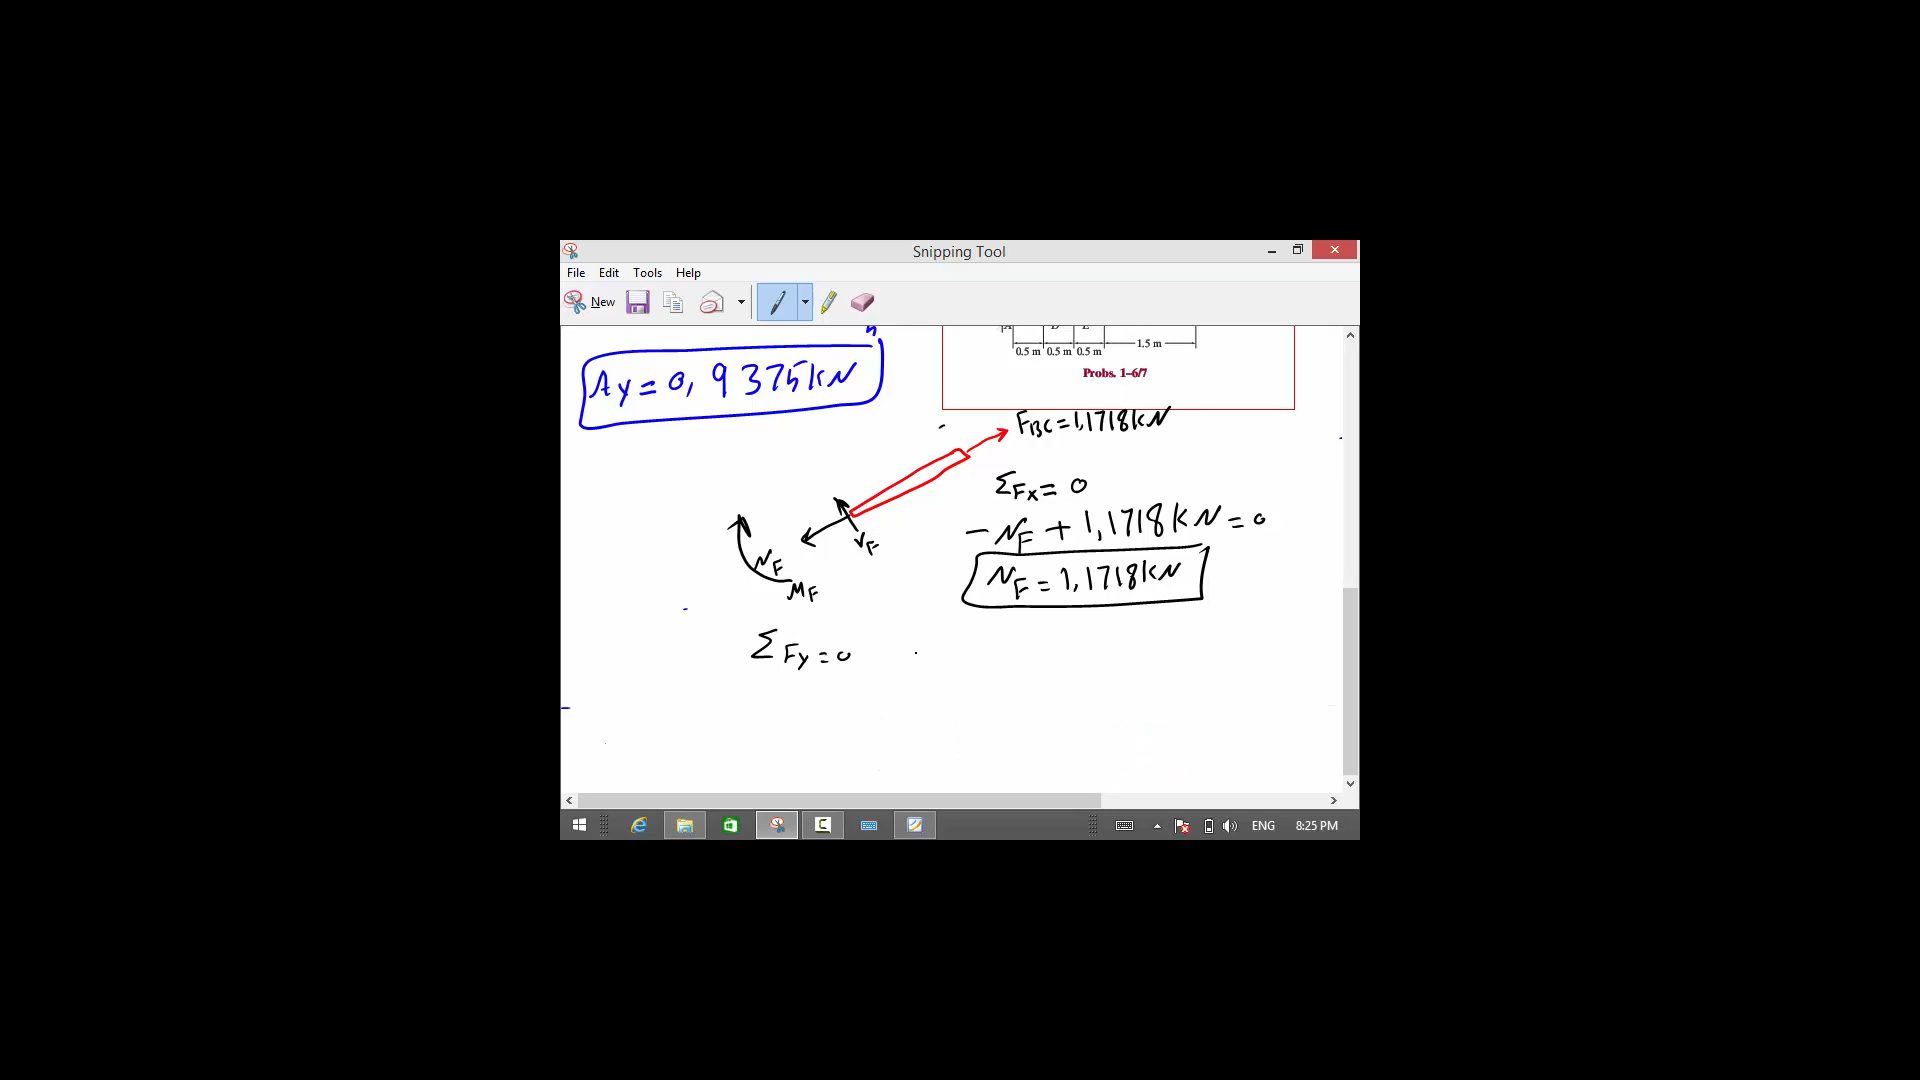 Snipping Tool
File Edit Tools Help
New
Ay = 0,9375kN
0.5 m 0.5 m 0.5 m 1.5 m
Probs. 1–6/7
FBC = 1,1718kN
ΣFx = 0
- NF + 1,1718kN = 0
NF = 1,1718kN
VF
NF
MF
ΣFy = 0
ENG 8:25 PM